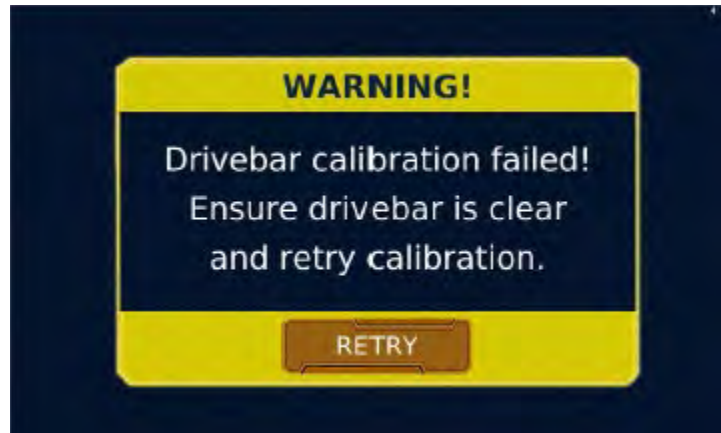 WARNING!
Drivebar calibration failed!
Ensure drivebar is clear
and retry calibration.
RETRY